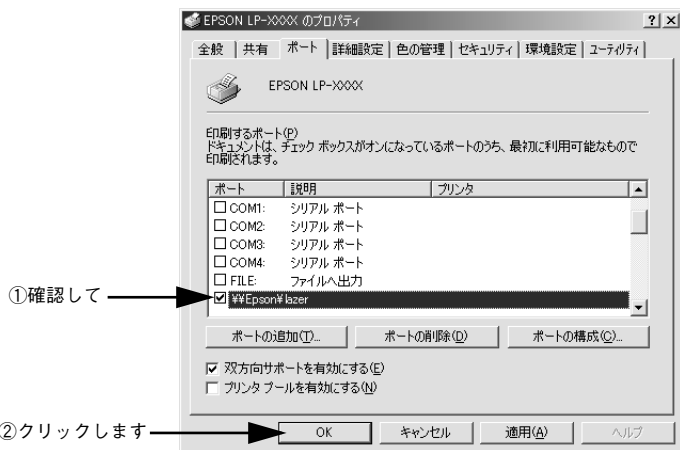 EPSON LP-XXXX のプロパティ
? ×
全般 共有 ポート 詳細設定 色の管理 セキュリティ 環境設定 ユーティリティ
EPSON LP-XXXX
印刷するポート(P)
ドキュメントは、チェック ボックスがオンになっているポートのうち、最初に利用可能なもので
印刷されます。
ポート 説明 プリンタ
COM1: シリアル ポート
COM2: シリアル ポート
COM3: シリアル ポート
COM4: シリアル ポート
FILE: ファイルへ出力
①確認して
¥¥Epson¥lazer
ポートの追加(T)... ポートの削除(D) ポートの構成(C)...
双方向サポートを有効にする(E)
プリンタ プールを有効にする(N)
②クリックします
OK キャンセル 適用(A) ヘルプ